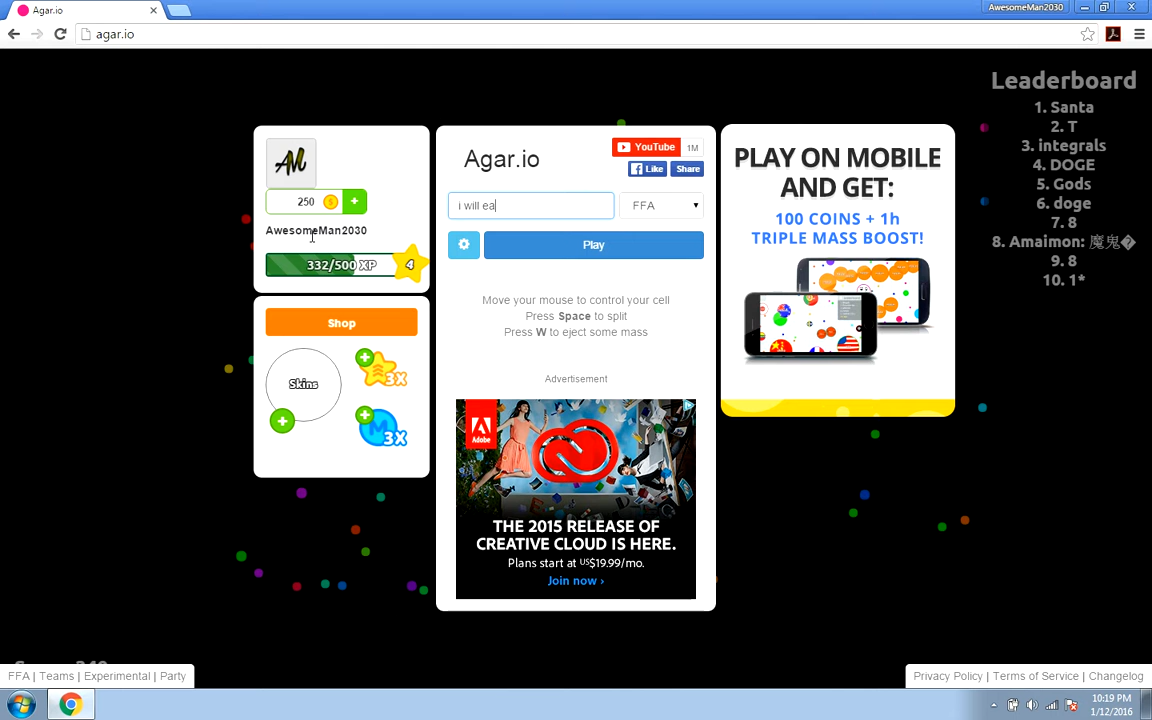 Agar.io
AwesomeMan2030
agar.io
AM
250
+
AwesomeMan2030
332/500 XP
4
Shop
Skins
3X
M
3X
Agar.io
YouTube
1M
Like
Share
i will ea
FFA
Play
Move your mouse to control your cell
Press Space to split
Press W to eject some mass
Advertisement
Adobe
THE 2015 RELEASE OF
CREATIVE CLOUD IS HERE.
Plans start at US$19.99/mo.
Join now ›
PLAY ON MOBILE
AND GET:
100 COINS + 1h
TRIPLE MASS BOOST!
Leaderboard
1. Santa
2. T
3. integrals
4. DOGE
5. Gods
6. doge
7. 8
8. Amaimon: 魔鬼�
9. 8
10. 1*
FFA | Teams | Experimental | Party
Privacy Policy | Terms of Service | Changelog
10:19 PM
1/12/2016